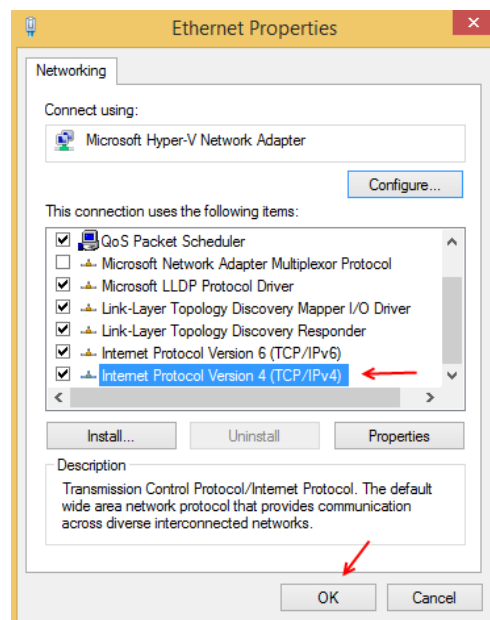 Ethernet Properties
Networking
Connect using:
Microsoft Hyper-V Network Adapter
Configure...
This connection uses the following items:
QoS Packet Scheduler
Microsoft Network Adapter Multiplexor Protocol
Microsoft LLDP Protocol Driver
Link-Layer Topology Discovery Mapper I/O Driver
Link-Layer Topology Discovery Responder
Internet Protocol Version 6 (TCP/IPv6)
Internet Protocol Version 4 (TCP/IPv4)
Install... Uninstall Properties
Description
Transmission Control Protocol/Internet Protocol. The default
wide area network protocol that provides communication
across diverse interconnected networks.
OK Cancel